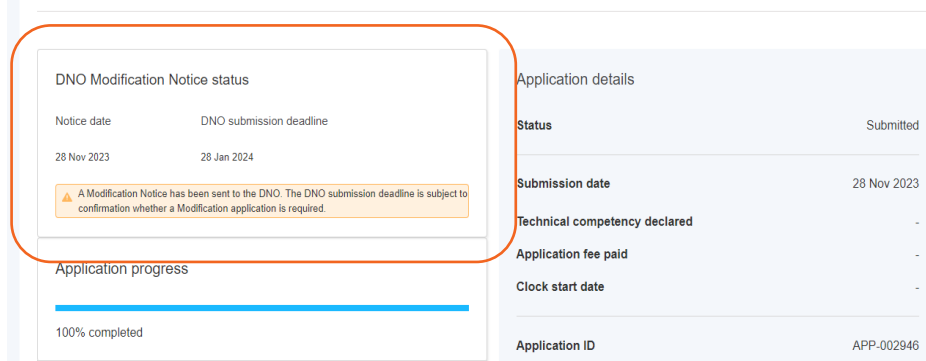 DNO Modification Notice status
Notice date DNO submission deadline
28 Nov 2023 28 Jan 2024
A Modification Notice has been sent to the DNO. The DNO submission deadline is subject to
confirmation whether a Modification application is required.
Application progress
100% completed
Application details
Status Submitted
Submission date 28 Nov 2023
Technical competency declared -
Application fee paid -
Clock start date -
Application ID APP-002946